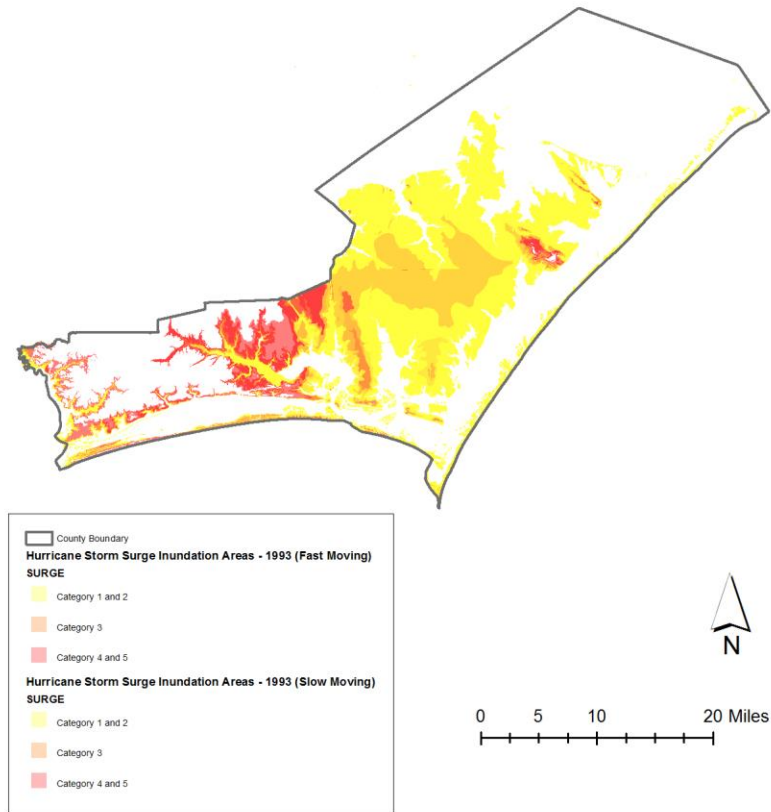 County Boundary
Hurricane Storm Surge Inundation Areas - 1993 (Fast Moving)
SURGE
Category 1 and 2
Category 3
Category 4 and 5
Hurricane Storm Surge Inundation Areas - 1993 (Slow Moving)
SURGE
Category 1 and 2
Category 3
Category 4 and 5
N
0 5 10 20 Miles